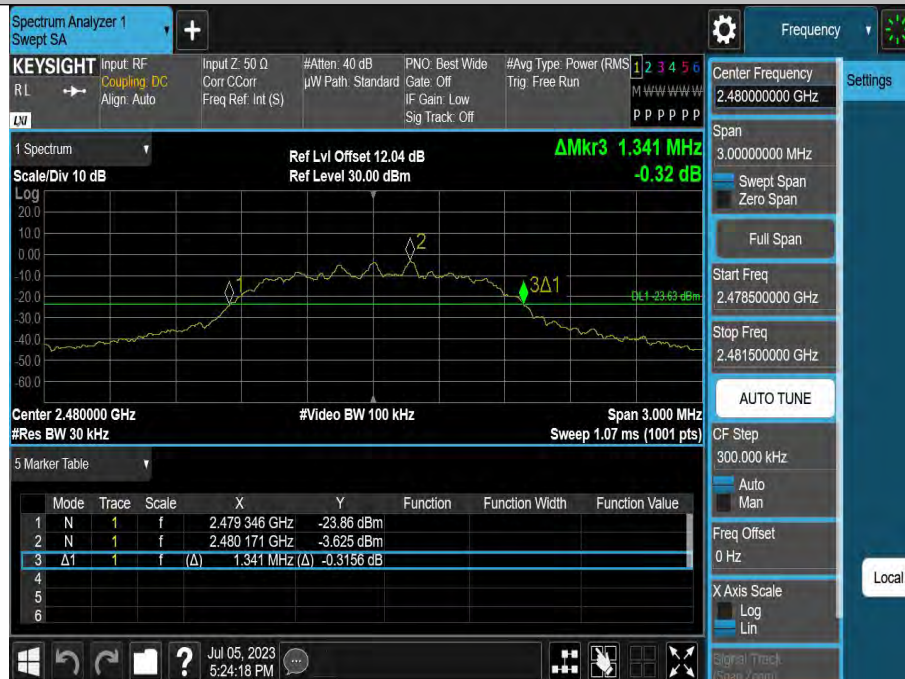 Spectrum Analyzer 1
Swept SA
+
Frequency
KEYSIGHT
RL
LXI
Input: RF
Coupling: DC
Align: Auto
Input Z: 50 Ω
Corr CCorr
Freq Ref: Int (S)
#Atten: 40 dB
µW Path: Standard
PNO: Best Wide
Gate: Off
IF Gain: Low
Sig Track: Off
#Avg Type: Power (RMS
Trig: Free Run
1 2 3 4 5 6
M W W W W W
P P P P P P
1 Spectrum
Scale/Div 10 dB
Ref Lvl Offset 12.04 dB
Ref Level 30.00 dBm
ΔMkr3 1.341 MHz
-0.32 dB
Log
20.0
10.0
0.00
-10.0
-20.0
-30.0
-40.0
-50.0
-60.0
1
2
3Δ1
DL1 -23.63 dBm
Center 2.480000 GHz
#Video BW 100 kHz
Span 3.000 MHz
#Res BW 30 kHz
Sweep 1.07 ms (1001 pts)
5 Marker Table
Mode Trace Scale X Y Function Function Width Function Value
1 N 1 f 2.479 346 GHz -23.86 dBm
2 N 1 f 2.480 171 GHz -3.625 dBm
3 Δ1 1 f (Δ) 1.341 MHz (Δ) -0.3156 dB
4
5
6
Jul 05, 2023
5:24:18 PM
?
Center Frequency
2.480000000 GHz
Settings
Span
3.00000000 MHz
Swept Span
Zero Span
Full Span
Start Freq
2.478500000 GHz
Stop Freq
2.481500000 GHz
AUTO TUNE
CF Step
300.000 kHz
Auto
Man
Freq Offset
0 Hz
Local
X Axis Scale
Log
Lin
Signal Track
(Span Zoom)